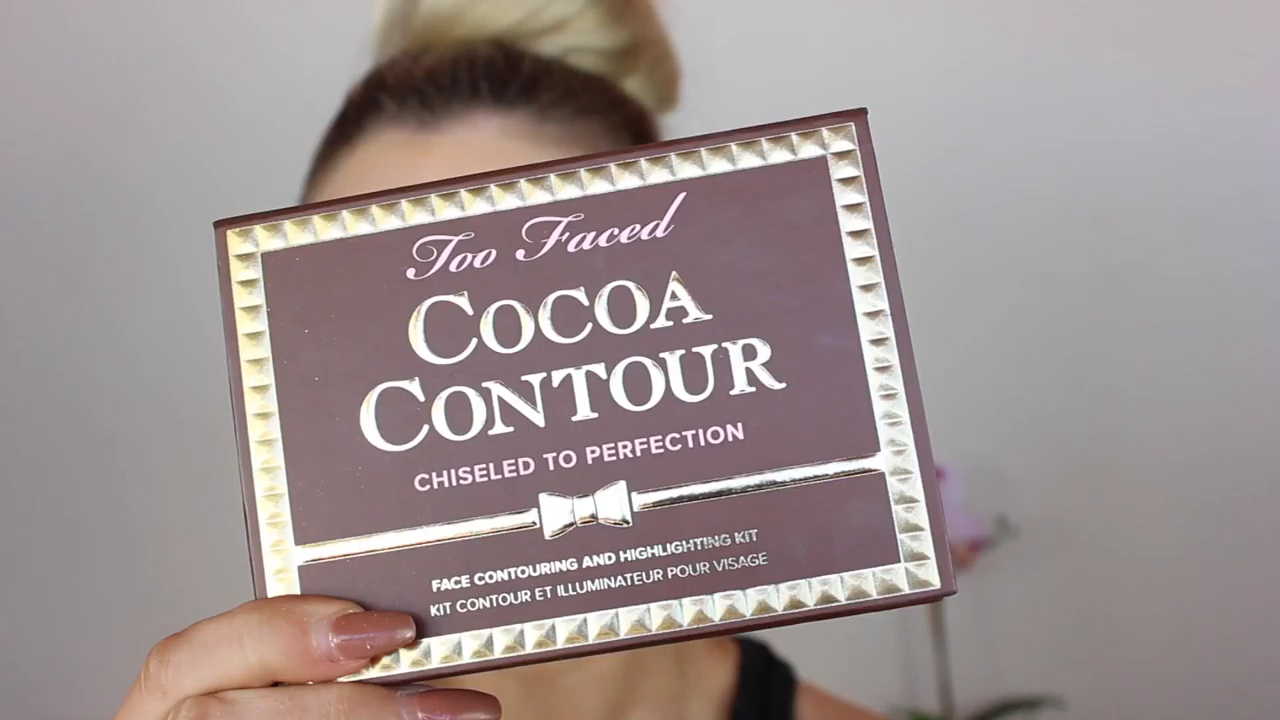 Too Faced
COCOA
CONTOUR
CHISELED TO PERFECTION
FACE CONTOURING AND HIGHLIGHTING KIT
KIT CONTOUR ET ILLUMINATEUR POUR VISAGE